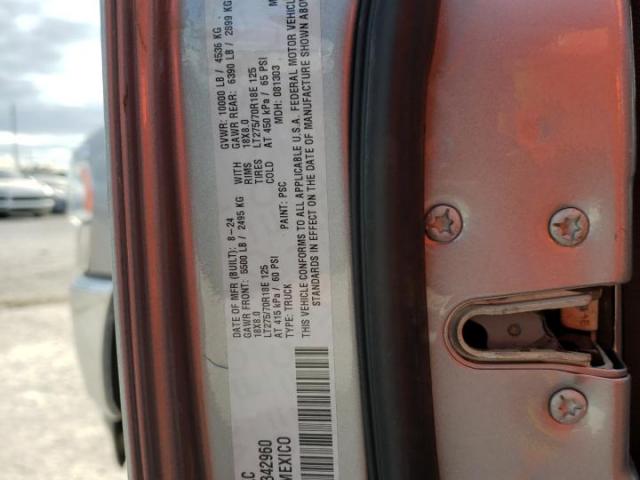 DATE OF MFR (BUILT): 8-24 GVWR: 10000 LB / 4536 KG
GAWR FRONT: 5500 LB / 2495 KG WITH GAWR REAR: 6390 LB / 2899 KG
18X8.0 RIMS 18X8.0
LT275/70R18E 125 TIRES LT275/70R18E 125
AT 415 kPa / 60 PSI COLD AT 450 kPa / 65 PSI
TYPE: TRUCK PAINT: PSC MDH: 081303
THIS VEHICLE CONFORMS TO ALL APPLICABLE U.S.A. FEDERAL MOTOR
STANDARDS IN EFFECT ON THE DATE OF MANUFACTURE SHOWN
342960
MEXICO